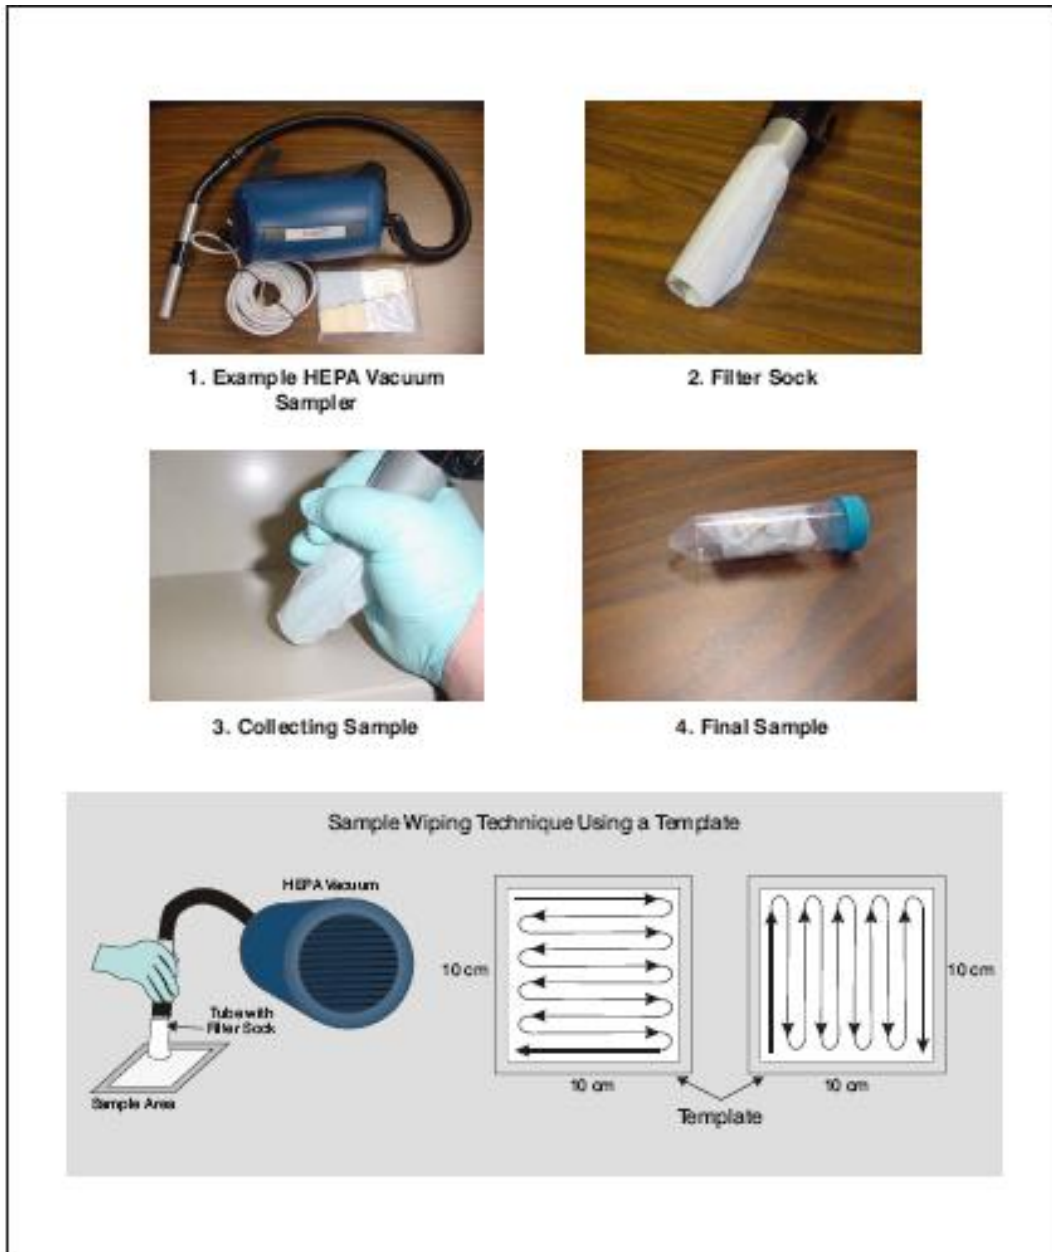 1. Example HEPA Vacuum
Sampler
2. Filter Sock
3. Collecting Sample
4. Final Sample
Sample Wiping Technique Using a Template
HEPA Vacuum
Tube with
Filter Sock
Sample Area
10 cm
10 cm
10 cm
10 cm
Template